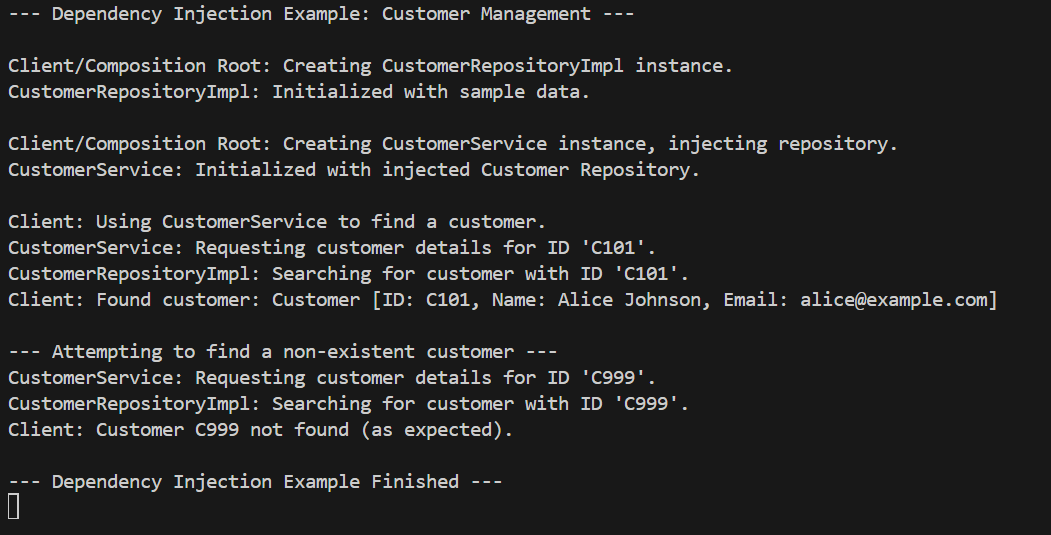 --- Dependency Injection Example: Customer Management ---
Client/Composition Root: Creating CustomerRepositoryImpl instance.
CustomerRepositoryImpl: Initialized with sample data.
Client/Composition Root: Creating CustomerService instance, injecting repository.
CustomerService: Initialized with injected Customer Repository.
Client: Using CustomerService to find a customer.
CustomerService: Requesting customer details for ID 'C101'.
CustomerRepositoryImpl: Searching for customer with ID 'C101'.
Client: Found customer: Customer [ID: C101, Name: Alice Johnson, Email: alice@example.com]
--- Attempting to find a non-existent customer ---
CustomerService: Requesting customer details for ID 'C999'.
CustomerRepositoryImpl: Searching for customer with ID 'C999'.
Client: Customer C999 not found (as expected).
--- Dependency Injection Example Finished ---